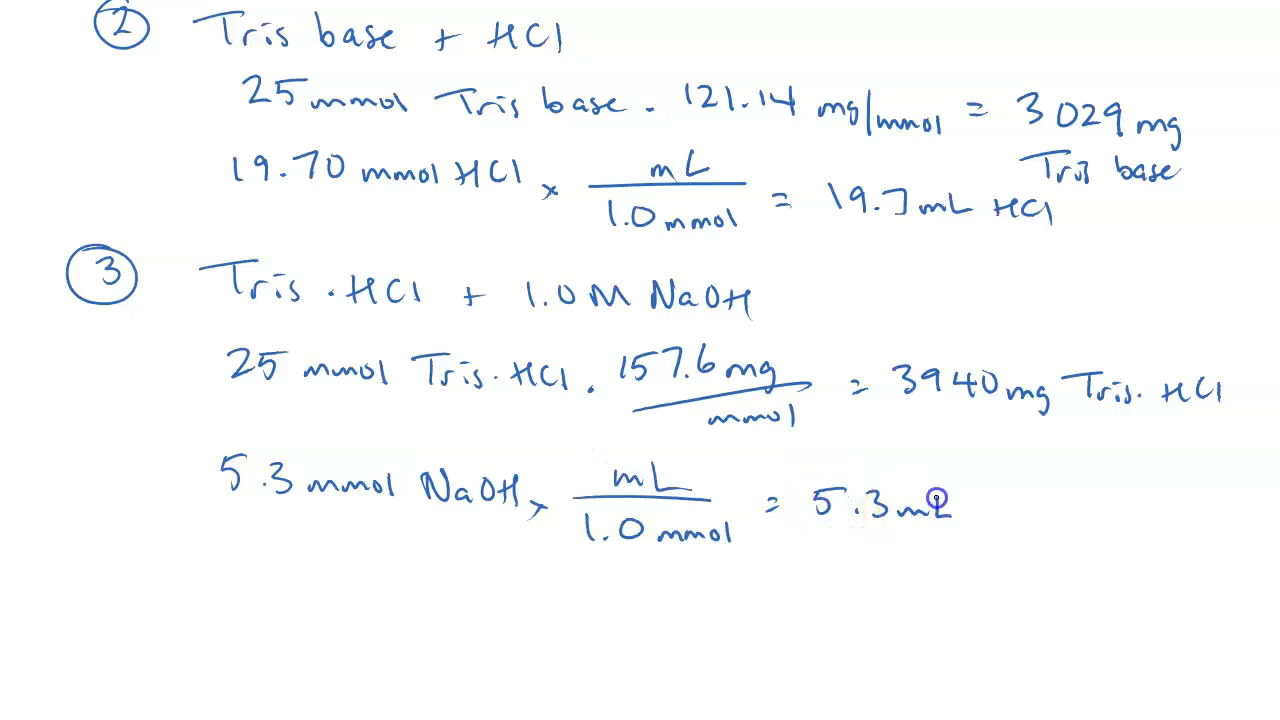 2 Tris base + HCl
25 mmol Tris base . 121.14 mg/mmol = 3029 mg
Tris base
19.70 mmol HCl x mL / 1.0 mmol = 19.7 mL HCl
3 Tris . HCl + 1.0 M NaOH
25 mmol Tris . HCl . 157.6 mg / mmol = 3940 mg Tris . HCl
5.3 mmol NaOH x mL / 1.0 mmol = 5.3 mL